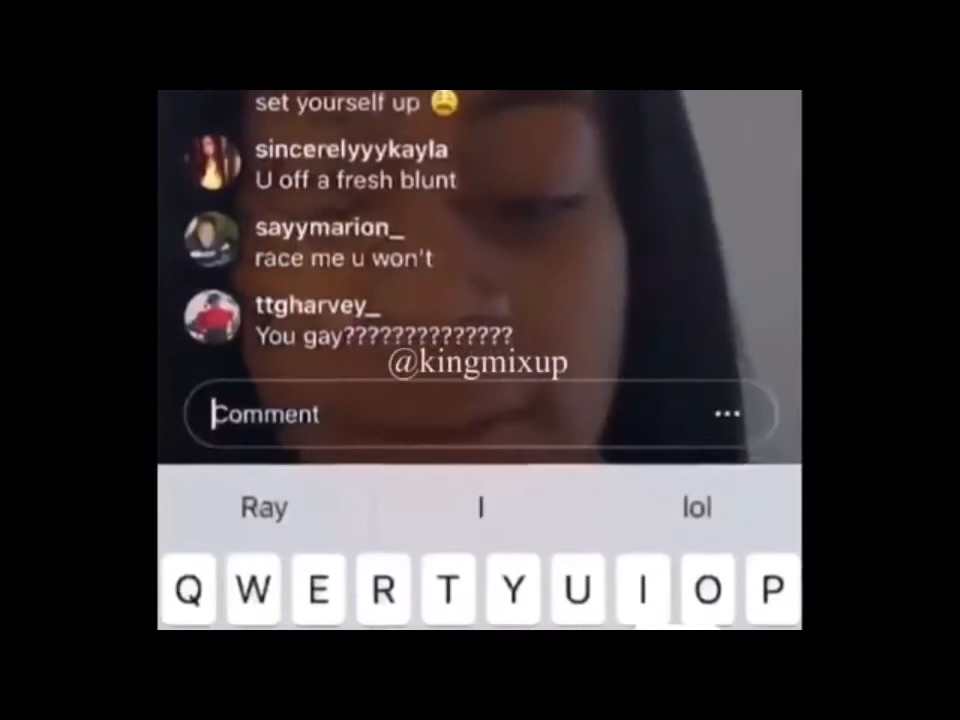 set yourself up 😩
sincerelyyykayla
U off a fresh blunt
sayymarion_
race me u won't
ttgharvey_
You gay??????????????
@kingmixup
Comment
Ray I lol
Q W E R T Y U I O P